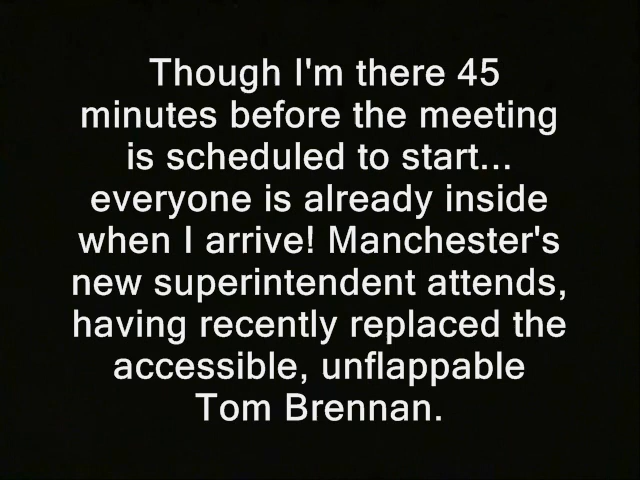 Though I'm there 45
minutes before the meeting
is scheduled to start...
everyone is already inside
when I arrive! Manchester's
new superintendent attends,
having recently replaced the
accessible, unflappable
Tom Brennan.